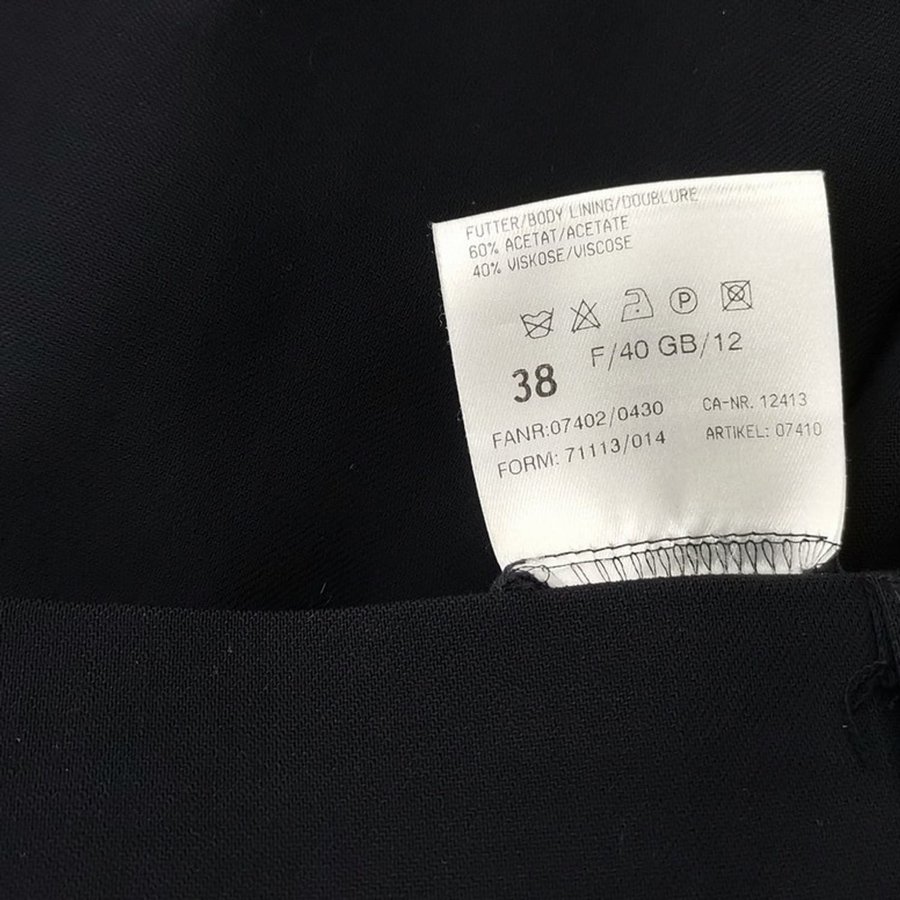 FUTTER/BODY LINING/DOUBLURE
60% ACETAT/ACETATE
40% VISKOSE/VISCOSE
P
38 F/40 GB/12
FANR:07402/0430 CA-NR. 12413
FORM: 71113/014 ARTIKEL: 07410